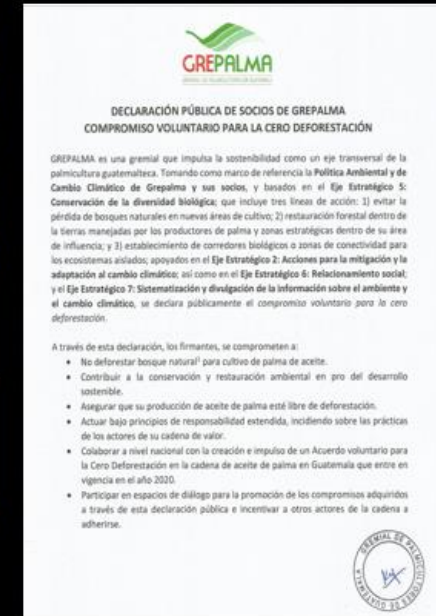 GREPALMA
GREMIAL DE PALMICULTORES DE GUATEMALA
DECLARACIÓN PÚBLICA DE SOCIOS DE GREPALMA
COMPROMISO VOLUNTARIO PARA LA CERO DEFORESTACIÓN
GREPALMA es una gremial que impulsa la sostenibilidad como un eje transversal de la
palmicultura guatemalteca. Tomando como marco de referencia la Política Ambiental y de
Cambio Climático de Grepalma y sus socios, y basados en el Eje Estratégico 5:
Conservación de la diversidad biológica; que incluye tres líneas de acción: 1) evitar la
pérdida de bosques naturales en nuevas áreas de cultivo; 2) restauración forestal dentro de
la tierras manejadas por los productores de palma y zonas estratégicas dentro de su área
de influencia; y 3) establecimiento de corredores biológicos o zonas de conectividad para
los ecosistemas aislados; apoyados en el Eje Estratégico 2: Acciones para la mitigación y la
adaptación al cambio climático; así como en el Eje Estratégico 6: Relacionamiento social;
y el Eje Estratégico 7: Sistematización y divulgación de la información sobre el ambiente y
el cambio climático, se declara públicamente el compromiso voluntario para la cero
deforestación.
A través de esta declaración, los firmantes, se comprometen a:
• No deforestar bosque natural¹ para cultivo de palma de aceite.
• Contribuir a la conservación y restauración ambiental en pro del desarrollo
sostenible.
• Asegurar que su producción de aceite de palma esté libre de deforestación.
• Actuar bajo principios de responsabilidad extendida, incidiendo sobre las prácticas
de los actores de su cadena de valor.
• Colaborar a nivel nacional con la creación e impulso de un Acuerdo voluntario para
la Cero Deforestación en la cadena de aceite de palma en Guatemala que entre en
vigencia en el año 2020.
• Participar en espacios de diálogo para la promoción de los compromisos adquiridos
a través de esta declaración pública e incentivar a otros actores de la cadena a
adherirse.
GREMIAL DE PALMICULTORES DE GUATEMALA